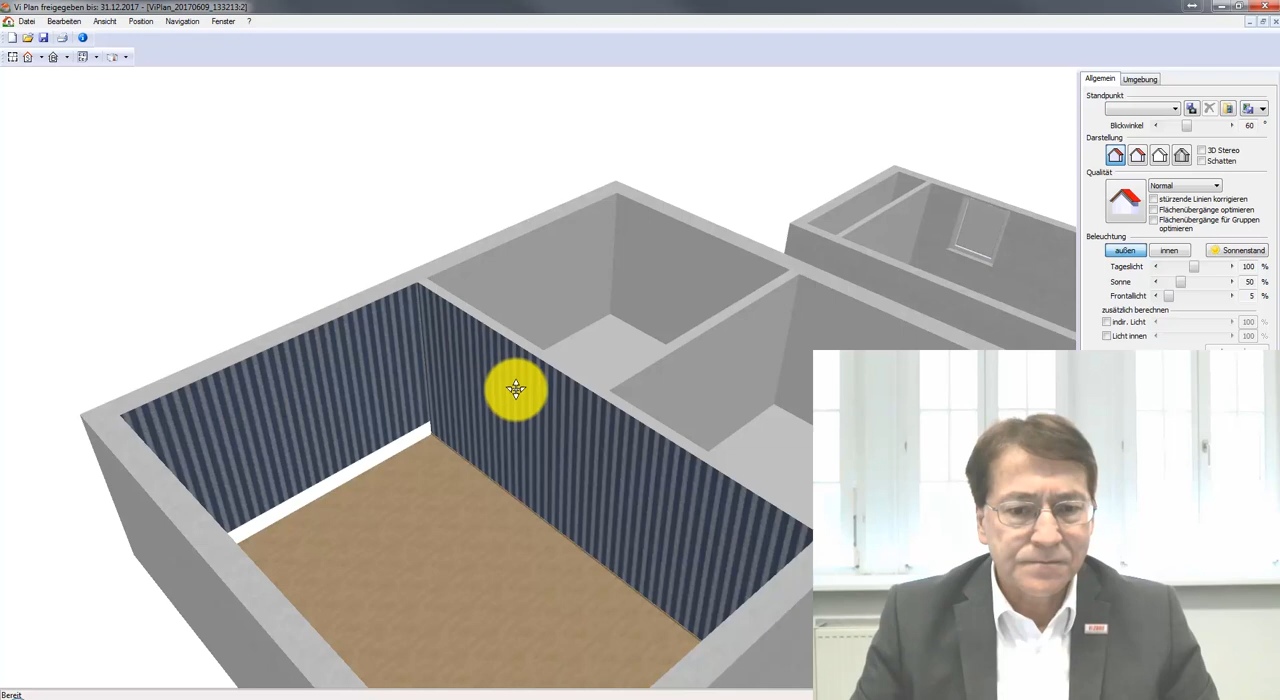 Vi Plan freigegeben bis: 31.12.2017 - [ViPlan_20170609_133213:2]
Datei Bearbeiten Ansicht Position Navigation Fenster ?
Allgemein Umgebung
Standpunkt
Blickwinkel 60 °
Darstellung
3D Stereo
Schatten
Qualität
Normal
stürzende Linien korrigieren
Flächenübergänge optimieren
Flächenübergänge für Gruppen
optimieren
Beleuchtung
außen innen Sonnenstand
Tageslicht 100 %
Sonne 50 %
Frontallicht 5 %
zusätzlich berechnen
indir. Licht 100 %
Licht innen 100 %
Bereit